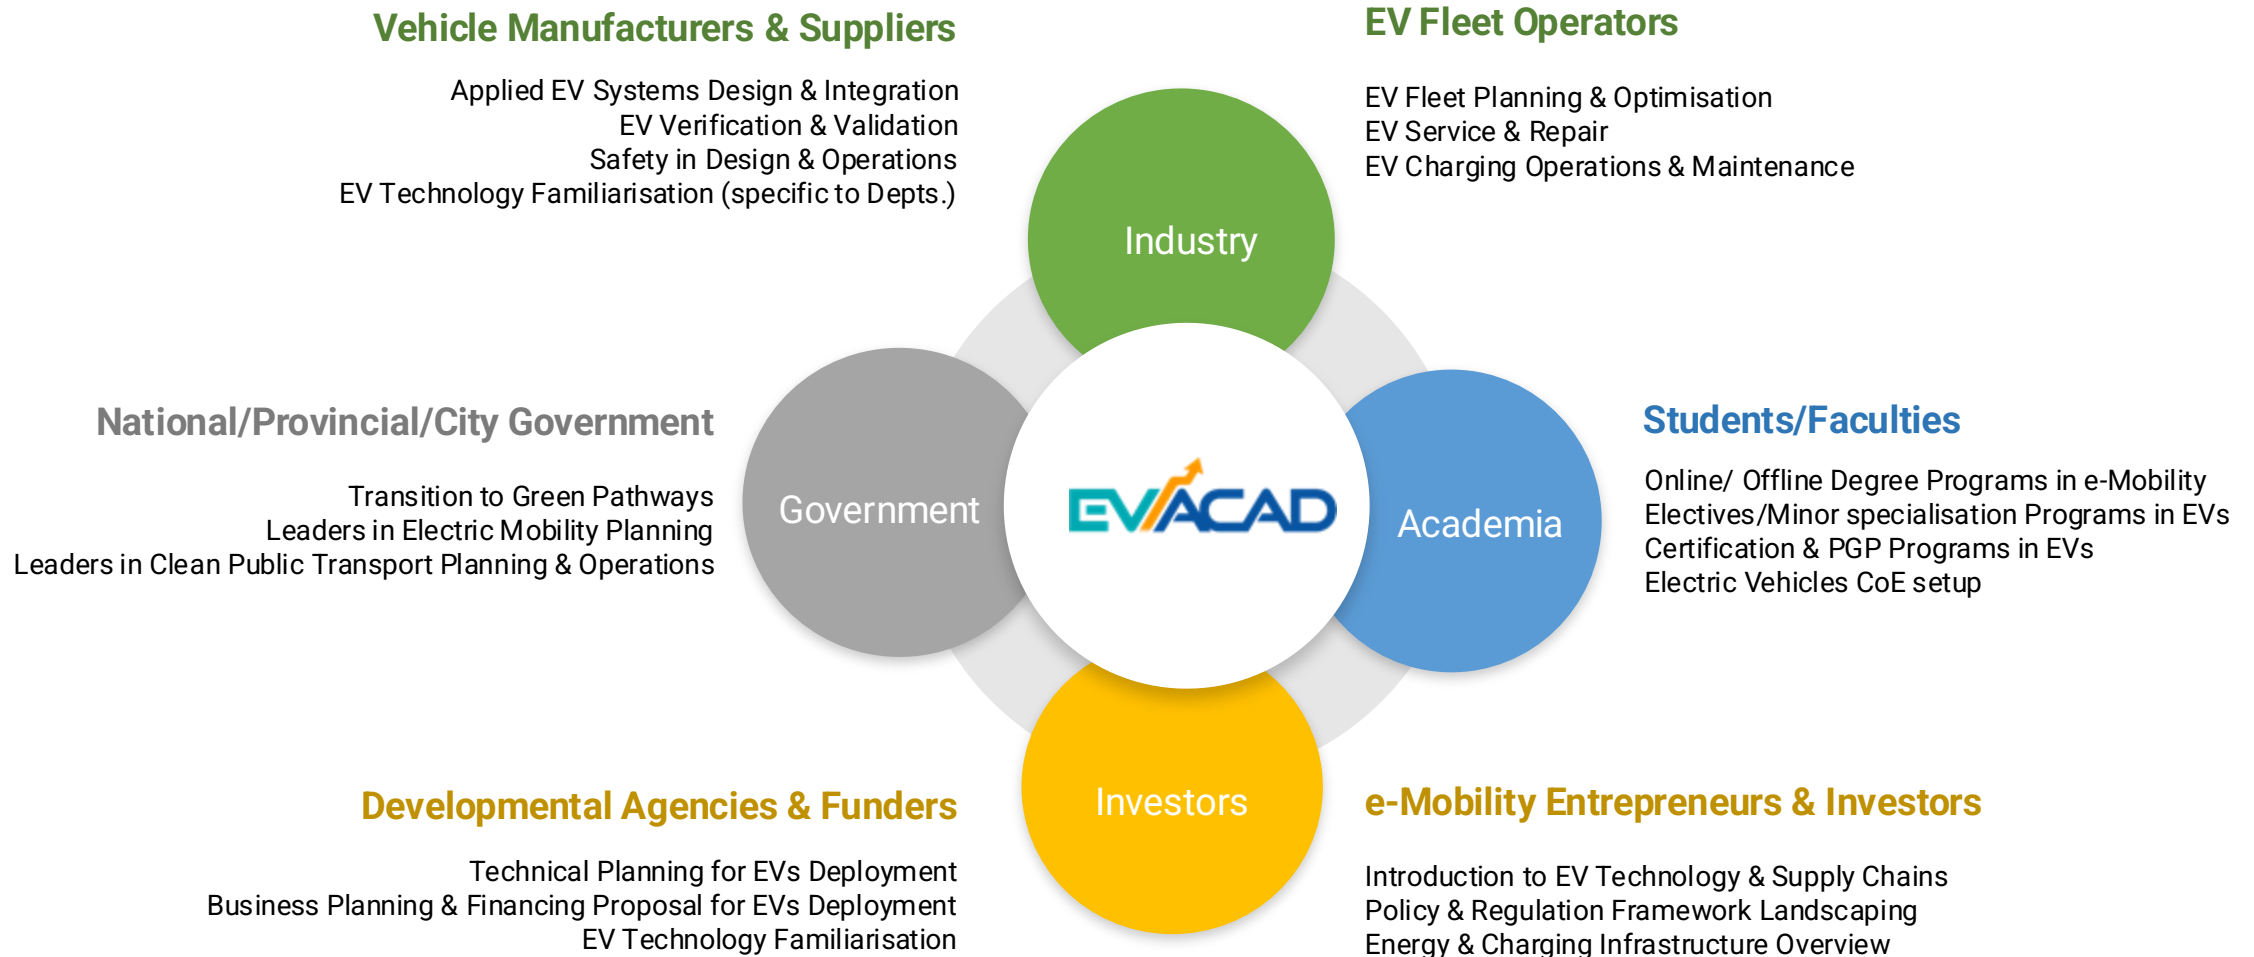 Vehicle Manufacturers & Suppliers
Applied EV Systems Design & Integration
EV Verification & Validation
Safety in Design & Operations
EV Technology Familiarisation (specific to Depts.)
EV Fleet Operators
EV Fleet Planning & Optimisation
EV Service & Repair
EV Charging Operations & Maintenance
Industry
National/Provincial/City Government
Transition to Green Pathways
Leaders in Electric Mobility Planning
Leaders in Clean Public Transport Planning & Operations
Government
EVACAD
Academia
Students/Faculties
Online/ Offline Degree Programs in e-Mobility
Electives/Minor specialisation Programs in EVs
Certification & PGP Programs in EVs
Electric Vehicles CoE setup
Investors
Developmental Agencies & Funders
Technical Planning for EVs Deployment
Business Planning & Financing Proposal for EVs Deployment
EV Technology Familiarisation
e-Mobility Entrepreneurs & Investors
Introduction to EV Technology & Supply Chains
Policy & Regulation Framework Landscaping
Energy & Charging Infrastructure Overview